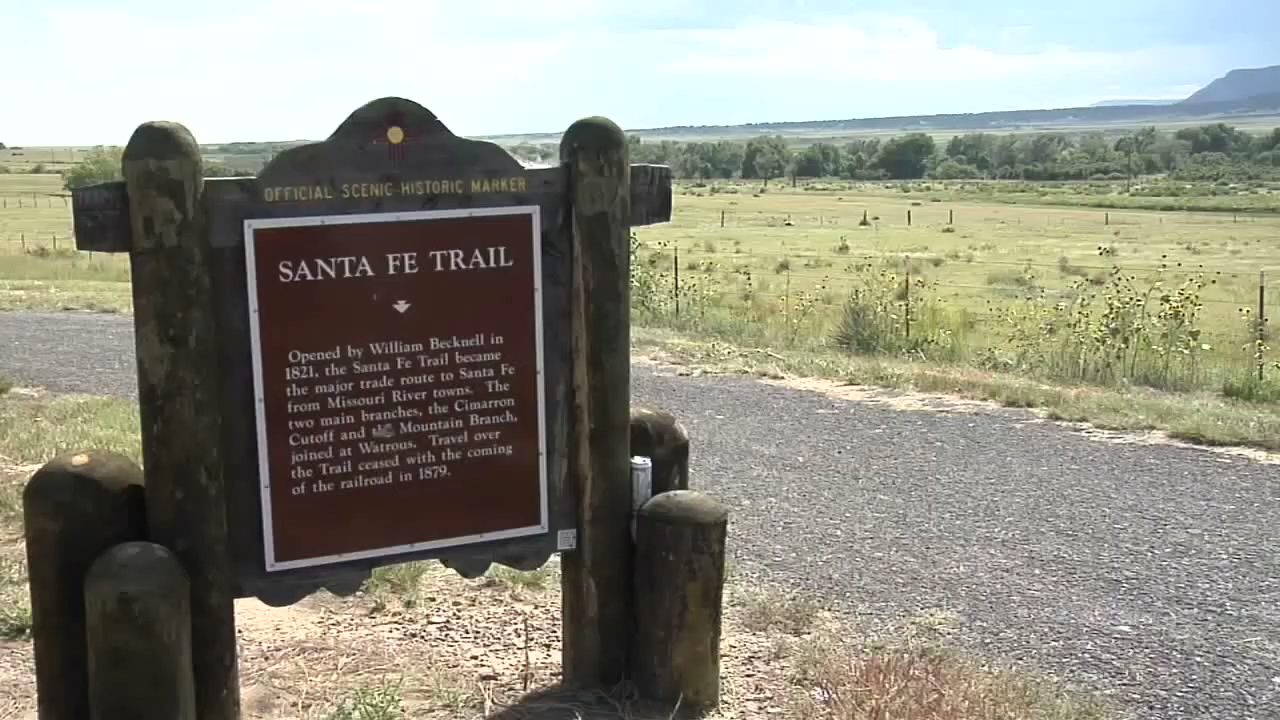 OFFICIAL SCENIC HISTORIC MARKER
SANTA FE TRAIL
Opened by William Becknell in
1821, the Santa Fe Trail became
the major trade route to Santa Fe
from Missouri River towns. The
two main branches, the Cimarron
Cutoff and the Mountain Branch,
joined at Watrous. Travel over
the Trail ceased with the coming
of the railroad in 1879.